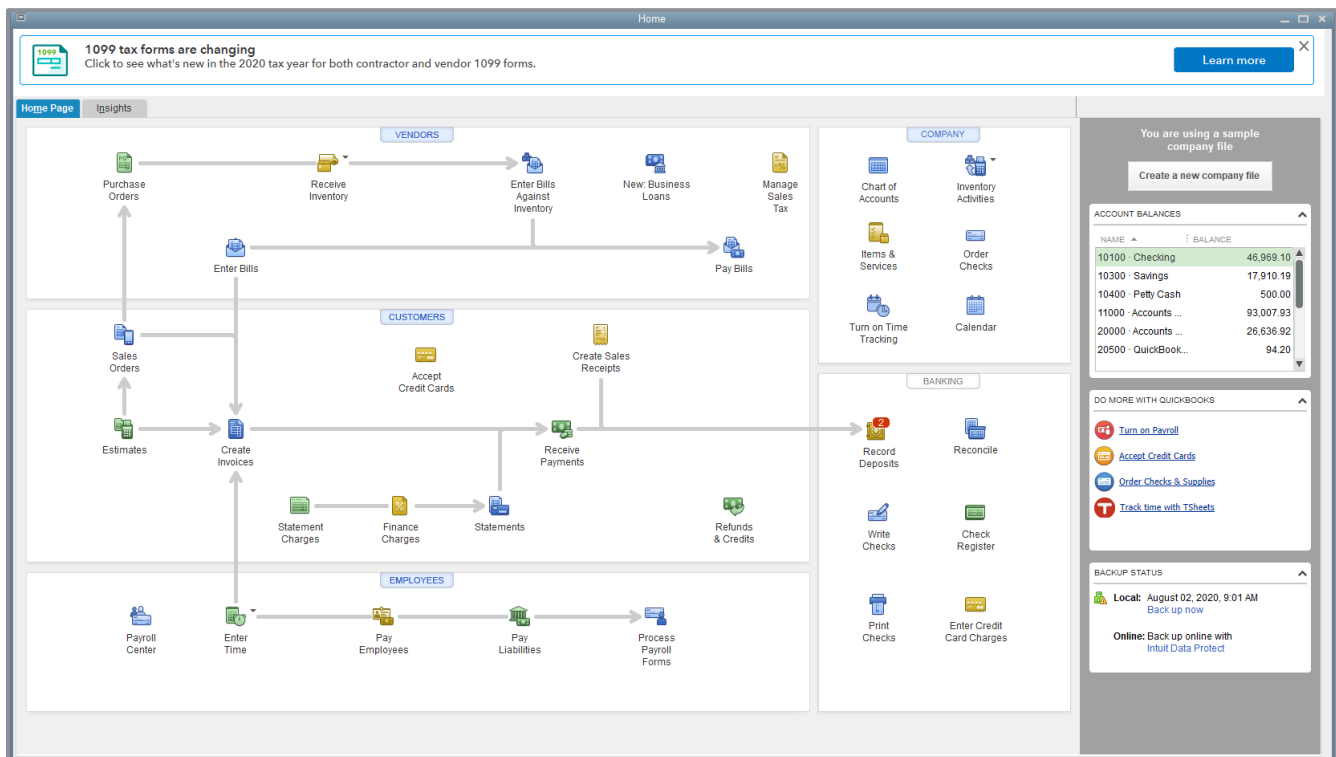 Home
1099
1099 tax forms are changing
Click to see what's new in the 2020 tax year for both contractor and vendor 1099 forms.
Learn more
Home Page
Insights
VENDORS
Purchase
Orders
Receive
Inventory
Enter Bills
Against
Inventory
New: Business
Loans
Manage
Sales
Tax
Enter Bills
Pay Bills
CUSTOMERS
Sales
Orders
Accept
Credit Cards
Create Sales
Receipts
Estimates
Create
Invoices
Receive
Payments
Statement
Charges
Finance
Charges
Statements
Refunds
& Credits
EMPLOYEES
Payroll
Center
Enter
Time
Pay
Employees
Pay
Liabilities
Process
Payroll
Forms
COMPANY
Chart of
Accounts
Inventory
Activities
Items &
Services
Order
Checks
Turn on Time
Tracking
Calendar
BANKING
2
Record
Deposits
Reconcile
Write
Checks
Check
Register
Print
Checks
Enter Credit
Card Charges
You are using a sample
company file
Create a new company file
ACCOUNT BALANCES
NAME BALANCE
10100 · Checking 46,969.10
10300 · Savings 17,910.19
10400 · Petty Cash 500.00
11000 · Accounts ... 93,007.93
20000 · Accounts ... 26,636.92
20500 · QuickBook... 94.20
DO MORE WITH QUICKBOOKS
Turn on Payroll
Accept Credit Cards
Order Checks & Supplies
Track time with TSheets
BACKUP STATUS
Local: August 02, 2020, 9:01 AM
Back up now
Online: Back up online with
Intuit Data Protect